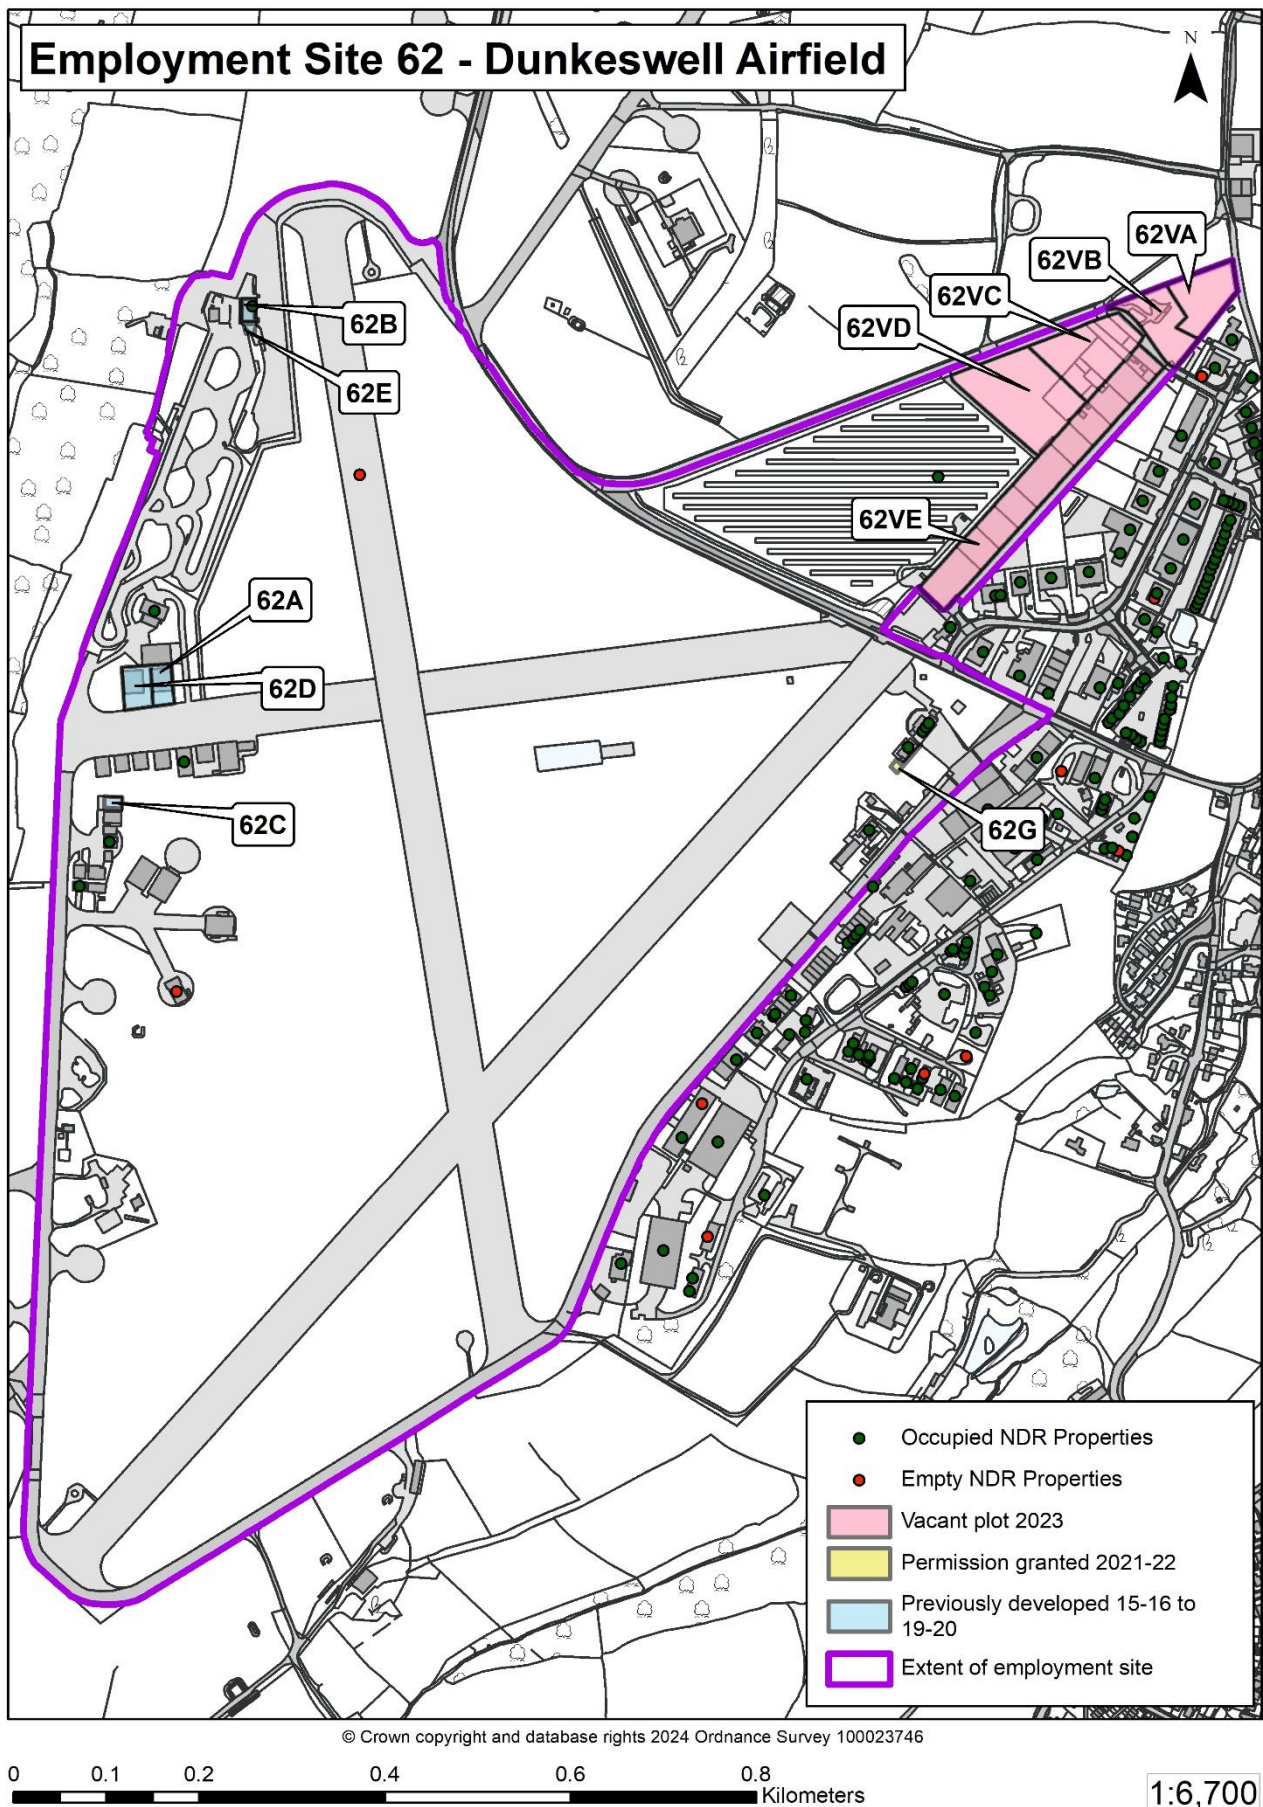 Employment Site 62 - Dunkeswell Airfield
N
62VA
62VB
62VC
62VD
62B
62E
62VE
62A
62D
62C
62G
Occupied NDR Properties
Empty NDR Properties
Vacant plot 2023
Permission granted 2021-22
Previously developed 15-16 to
19-20
Extent of employment site
© Crown copyright and database rights 2024 Ordnance Survey 100023746
0 0.1 0.2 0.4 0.6 0.8
Kilometers
1:6,700